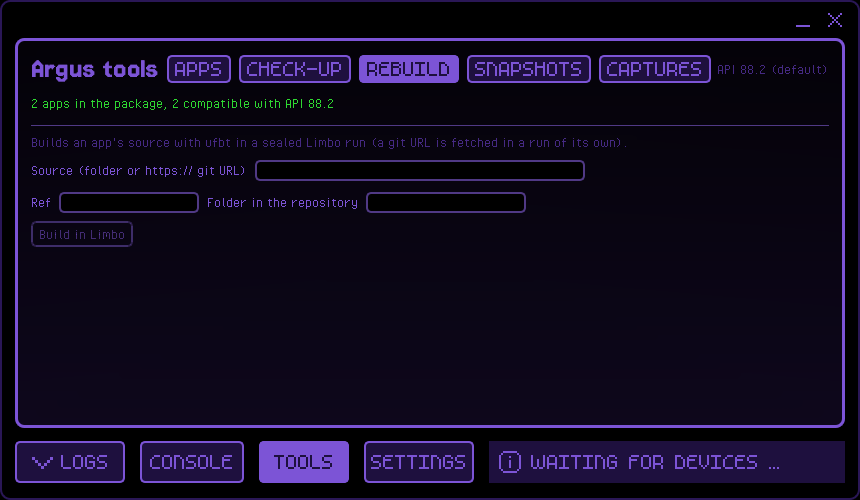 Argus tools APPS CHECK-UP REBUILD SNAPSHOTS CAPTURES API 88.2 (default)
2 apps in the package, 2 compatible with API 88.2
Builds an app's source with ufbt in a sealed Limbo run (a git URL is fetched in a run of its own).
Source (folder or https:// git URL)
Ref Folder in the repository
Build in Limbo
LOGS CONSOLE TOOLS SETTINGS WAITING FOR DEVICES ...